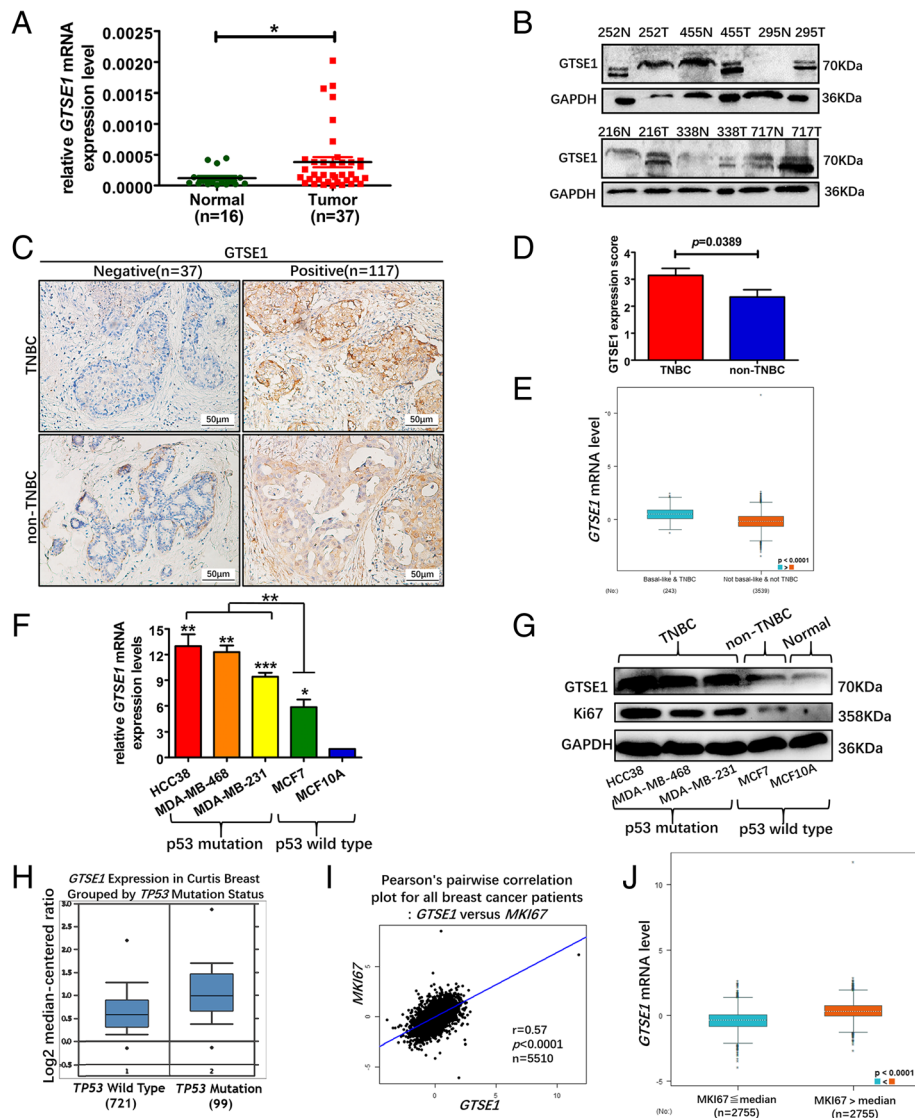 A
relative GTSE1 mRNA
expression level
0.0025
0.0020
0.0015
0.0010
0.0005
0.0000
*
Normal
(n=16)
Tumor
(n=37)
B
252N 252T 455N 455T 295N 295T
GTSE1
70KDa
GAPDH
36KDa
216N 216T 338N 338T 717N 717T
GTSE1
70KDa
GAPDH
36KDa
C
GTSE1
Negative(n=37)
Positive(n=117)
TNBC
50μm
50μm
non-TNBC
50μm
50μm
D
p=0.0389
GTSE1 expression score
4
3
2
1
0
TNBC
non-TNBC
E
GTSE1 mRNA level
10
5
0
p < 0.0001
>
Basal-like & TNBC
Not basal-like & not TNBC
(No:)
(243)
(3539)
F
relative GTSE1 mRNA
expression levels
15
12
9
6
3
0
**
**
**
***
*
HCC38
MDA-MB-468
MDA-MB-231
MCF7
MCF10A
p53 mutation
p53 wild type
G
TNBC
non-TNBC
Normal
GTSE1
70KDa
Ki67
358KDa
GAPDH
36KDa
HCC38
MDA-MB-468
MDA-MB-231
MCF7
MCF10A
p53 mutation
p53 wild type
H
GTSE1 Expression in Curtis Breast
Grouped by TP53 Mutation Status
Log2 median-centered ratio
3.0
2.5
2.0
1.5
1.0
0.5
0.0
-0.5
1
2
TP53 Wild Type
(721)
TP53 Mutation
(99)
I
Pearson's pairwise correlation
plot for all breast cancer patients
: GTSE1 versus MKI67
MKI67
5
0
-5
r=0.57
p<0.0001
n=5510
0
5
10
GTSE1
J
GTSE1 mRNA level
10
5
0
-5
p < 0.0001
<
(No:)
MKI67≦median
(n=2755)
MKI67 > median
(n=2755)